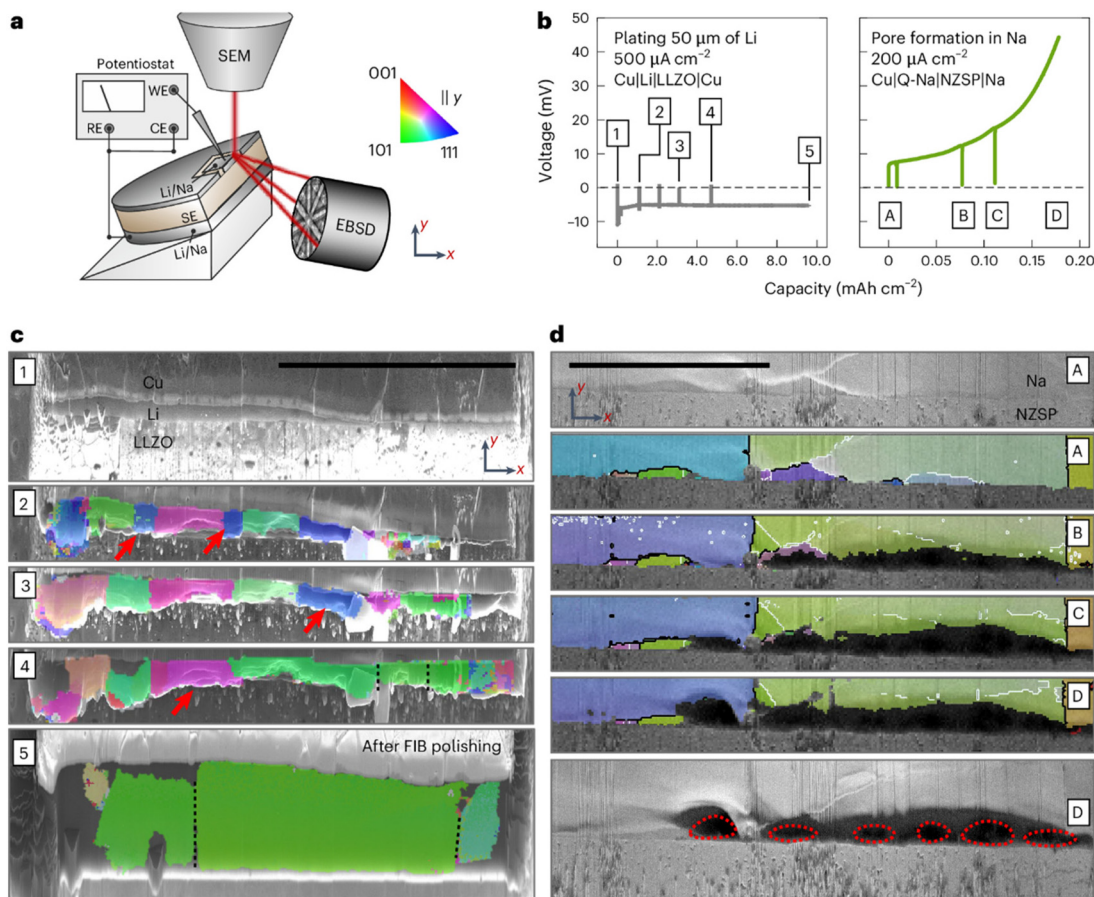 a
SEM
Potentiostat
WE
RE
CE
001
|| y
101
111
Li/Na
SE
Li/Na
EBSD
y
x
b
Voltage (mV)
50
40
30
20
10
0
−10
Plating 50 μm of Li
500 μA cm⁻²
Cu|Li|LLZO|Cu
1
2
3
4
5
0
2.0
4.0
6.0
8.0
10.0
Pore formation in Na
200 μA cm⁻²
Cu|Q-Na|NZSP|Na
A
B
C
D
0
0.05
0.10
0.15
0.20
Capacity (mAh cm⁻²)
c
1
Cu
Li
LLZO
y
x
2
3
4
5
After FIB polishing
d
A
Na
NZSP
y
x
A
B
C
D
D